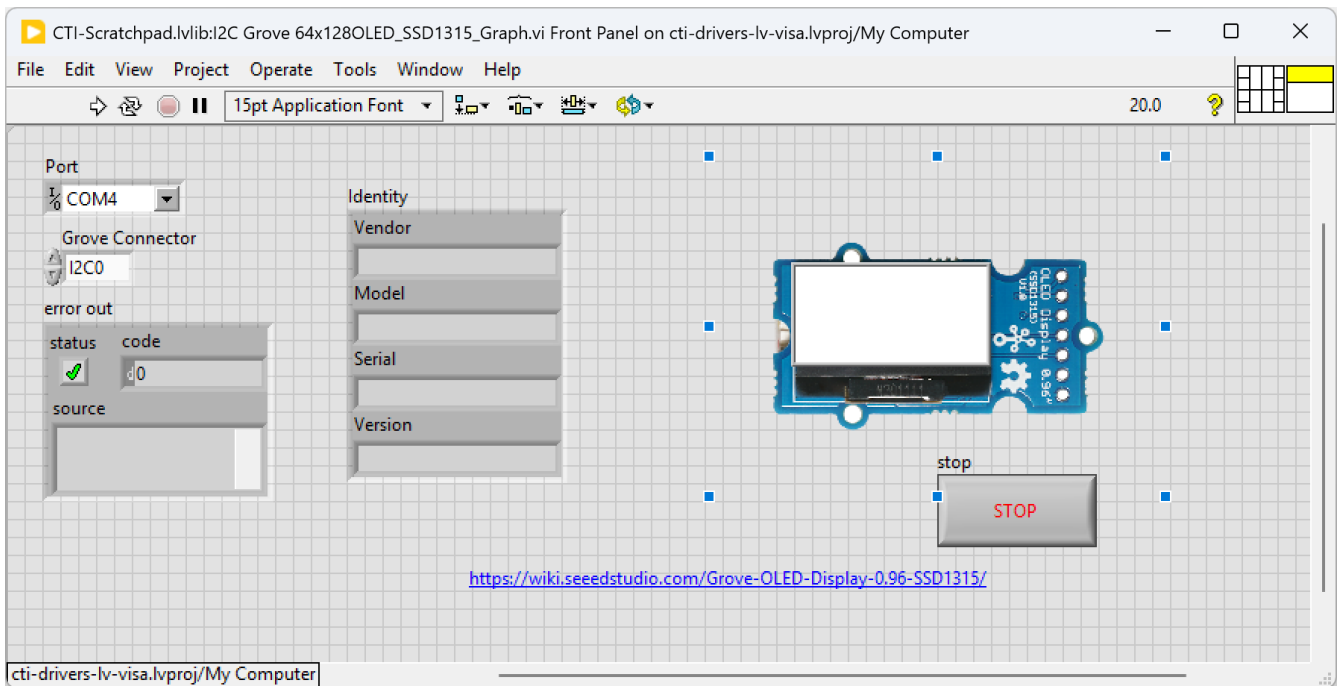 CTI-Scratchpad.lvlib:I2C Grove 64x128OLED_SSD1315_Graph.vi Front Panel on cti-drivers-lv-visa.lvproj/My Computer
File Edit View Project Operate Tools Window Help
15pt Application Font
20.0
Port
COM4
Grove Connector
I2C0
error out
status code
d0
source
Identity
Vendor
Model
Serial
Version
OLED Display 0.96"
(SSD1315)
V1.0
stop
STOP
https://wiki.seeedstudio.com/Grove-OLED-Display-0.96-SSD1315/
cti-drivers-lv-visa.lvproj/My Computer